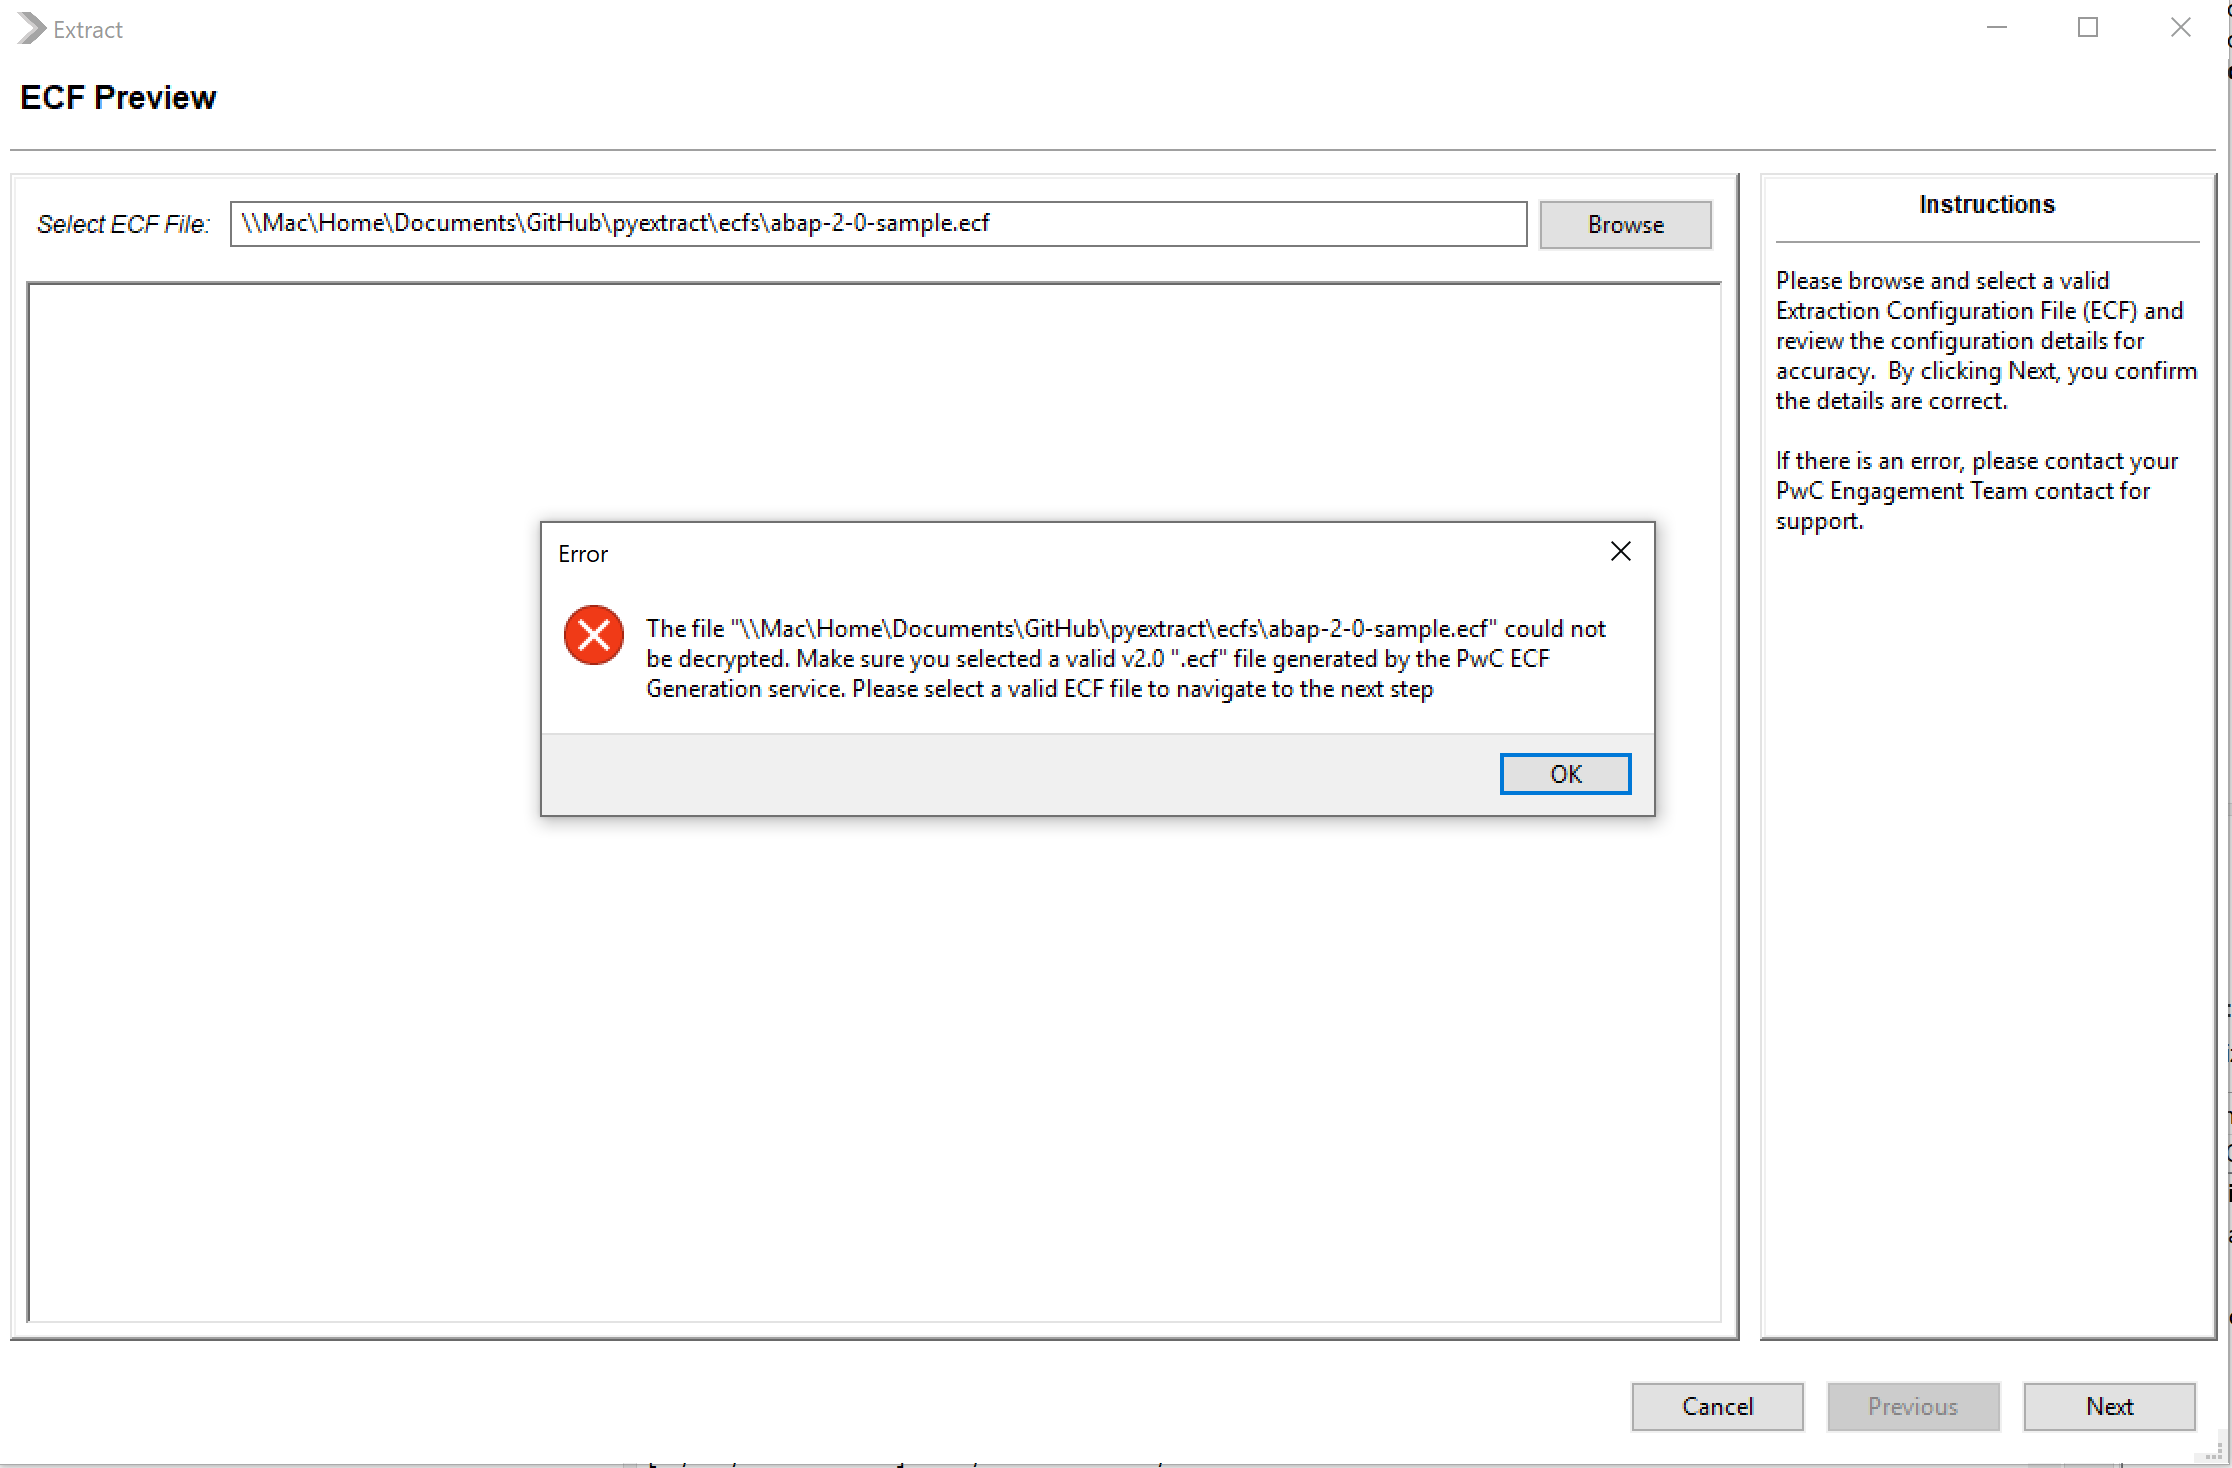 Extract
ECF Preview
Select ECF File:
\\Mac\Home\Documents\GitHub\pyextract\ecfs\abap-2-0-sample.ecf
Browse
Instructions
Please browse and select a valid
Extraction Configuration File (ECF) and
review the configuration details for
accuracy.  By clicking Next, you confirm
the details are correct.
If there is an error, please contact your
PwC Engagement Team contact for
support.
Error
The file "\\Mac\Home\Documents\GitHub\pyextract\ecfs\abap-2-0-sample.ecf" could not
be decrypted. Make sure you selected a valid v2.0 ".ecf" file generated by the PwC ECF
Generation service. Please select a valid ECF file to navigate to the next step
OK
Cancel
Previous
Next